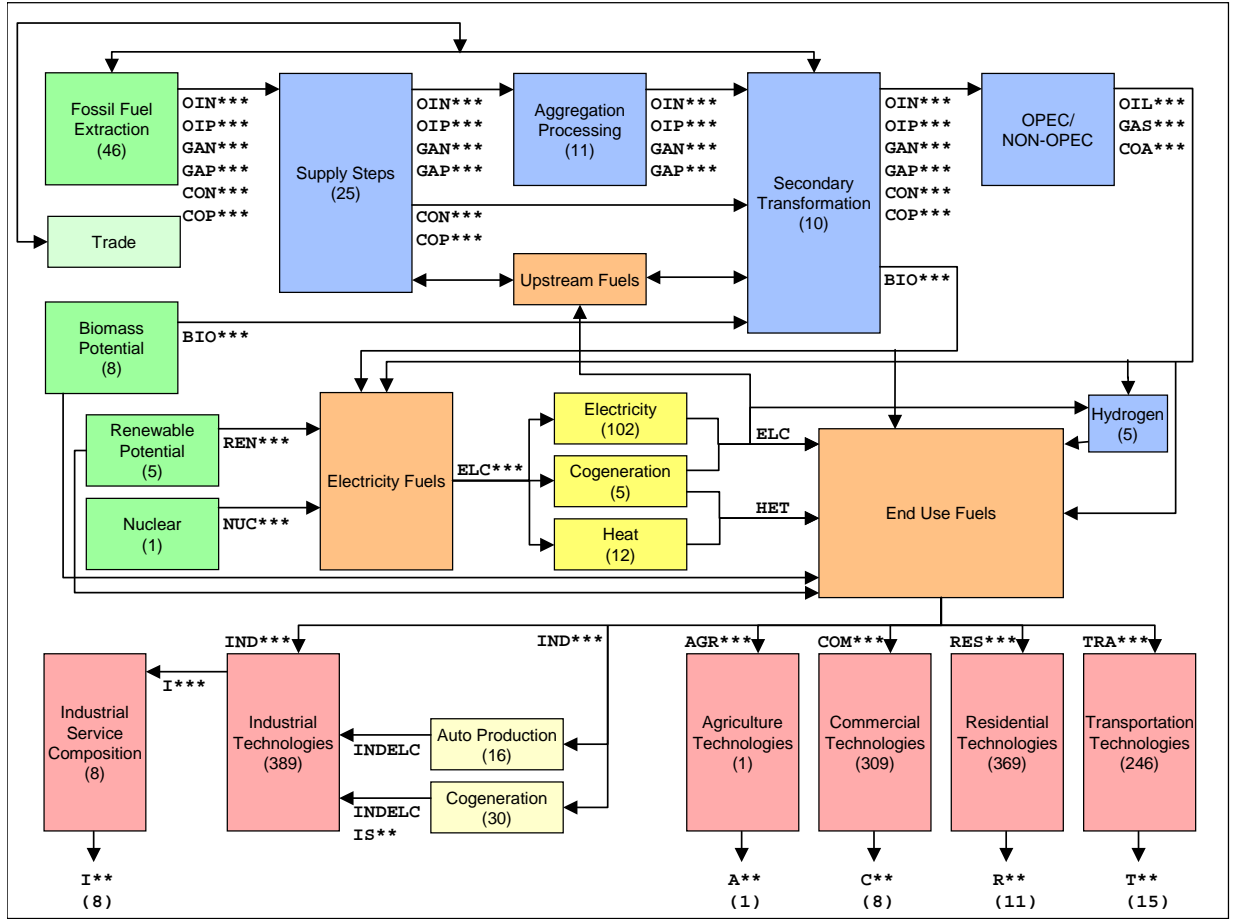 Fossil Fuel
Extraction
(46)
OIN***
OIP***
GAN***
GAP***
CON***
COP***
Supply Steps
(25)
OIN***
OIP***
GAN***
GAP***
CON***
COP***
Aggregation
Processing
(11)
OIN***
OIP***
GAN***
GAP***
Secondary
Transformation
(10)
OIN***
OIP***
GAN***
GAP***
CON***
COP***
BIO***
OPEC/
NON-OPEC
OIL***
GAS***
COA***
Trade
Upstream Fuels
Biomass
Potential
(8)
BIO***
Renewable
Potential
(5)
REN***
Nuclear
(1)
NUC***
Electricity Fuels
ELC***
Electricity
(102)
Cogeneration
(5)
Heat
(12)
ELC
HET
Hydrogen
(5)
End Use Fuels
IND***
IND***
AGR***
COM***
RES***
TRA***
Industrial
Service
Composition
(8)
I***
Industrial
Technologies
(389)
INDELC
Auto Production
(16)
INDELC
IS**
Cogeneration
(30)
Agriculture
Technologies
(1)
Commercial
Technologies
(309)
Residential
Technologies
(369)
Transportation
Technologies
(246)
I**
(8)
A**
(1)
C**
(8)
R**
(11)
T**
(15)